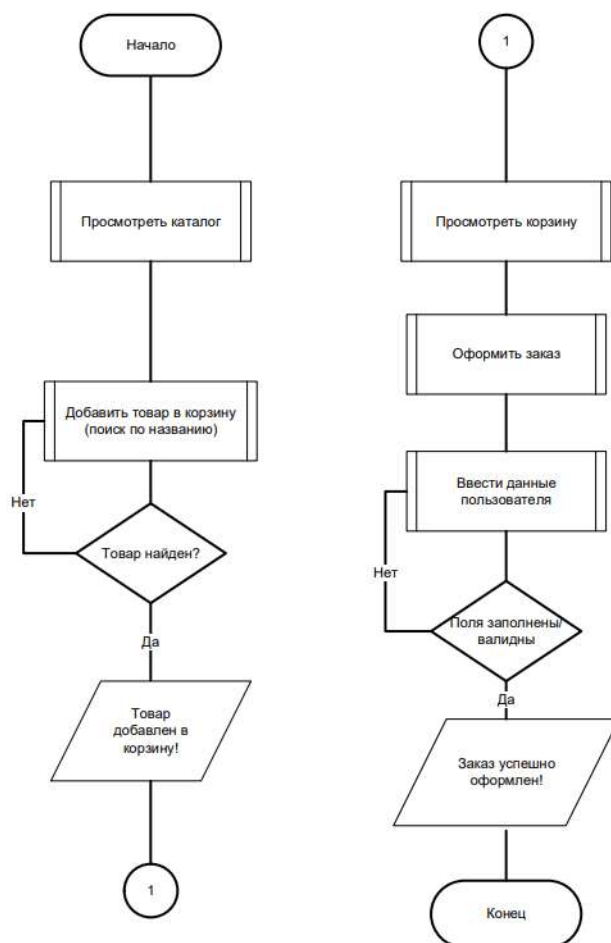 Начало
Просмотреть каталог
Добавить товар в корзину
(поиск по названию)
Нет
Товар найден?
Да
Товар
добавлен в
корзину!
1
1
Просмотреть корзину
Оформить заказ
Ввести данные
пользователя
Нет
Поля заполнены/
валидны
Да
Заказ успешно
оформлен!
Конец